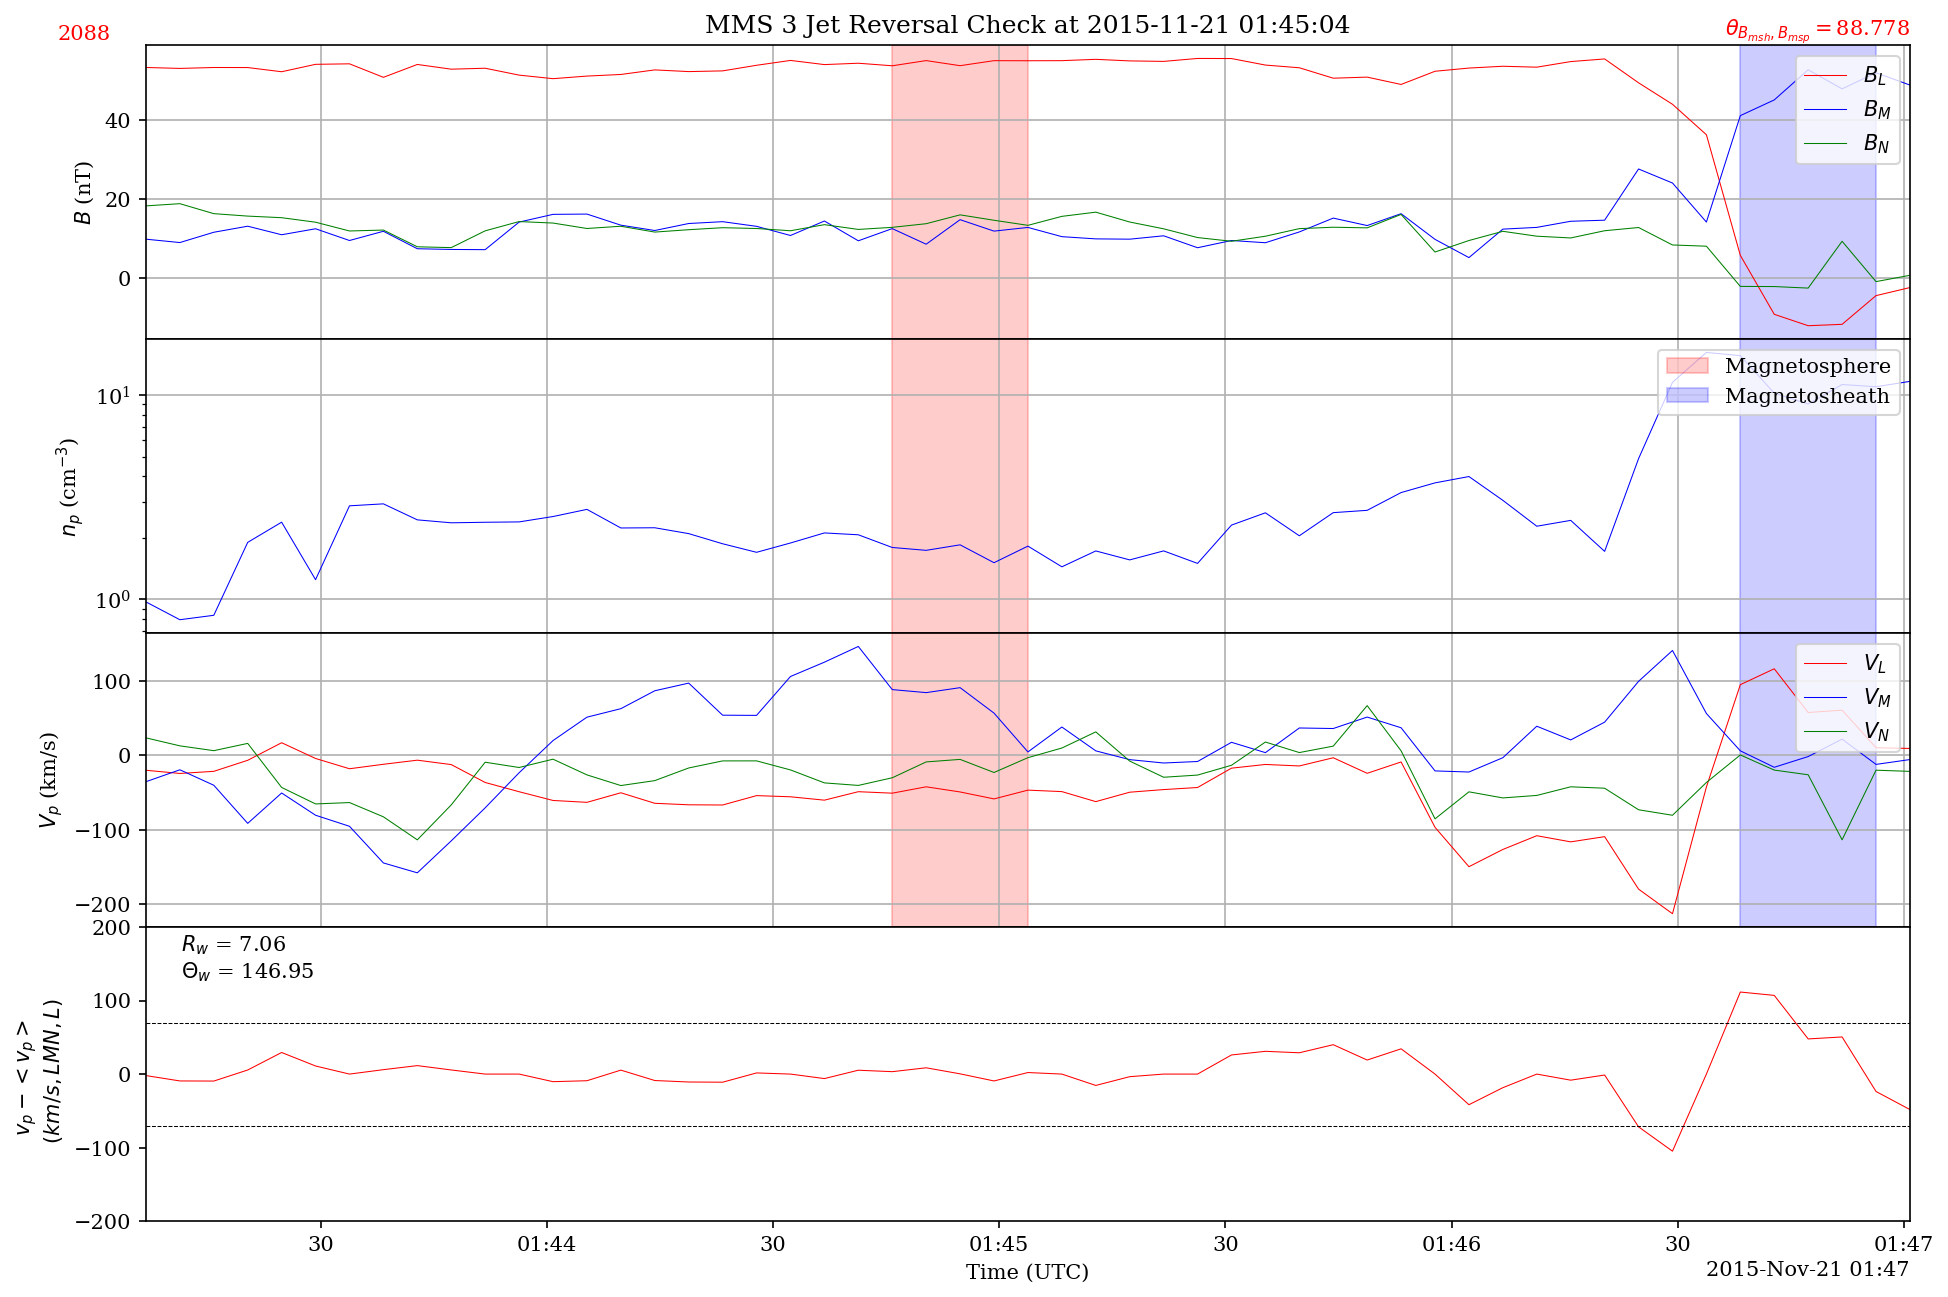 2088
MMS 3 Jet Reversal Check at 2015-11-21 01:45:04
θ_{B_{msh}, B_{msp}} = 88.778
B (nT)
40
20
0
B_L
B_M
B_N
n_p (cm^{−3})
10^1
10^0
Magnetosphere
Magnetosheath
V_p (km/s)
100
0
−100
−200
V_L
V_M
V_N
v_p − < v_p >
(km/s, LMN, L)
200
100
0
−100
−200
R_w = 7.06
Θ_w = 146.95
30
01:44
30
01:45
30
01:46
30
01:47
Time (UTC)
2015-Nov-21 01:47